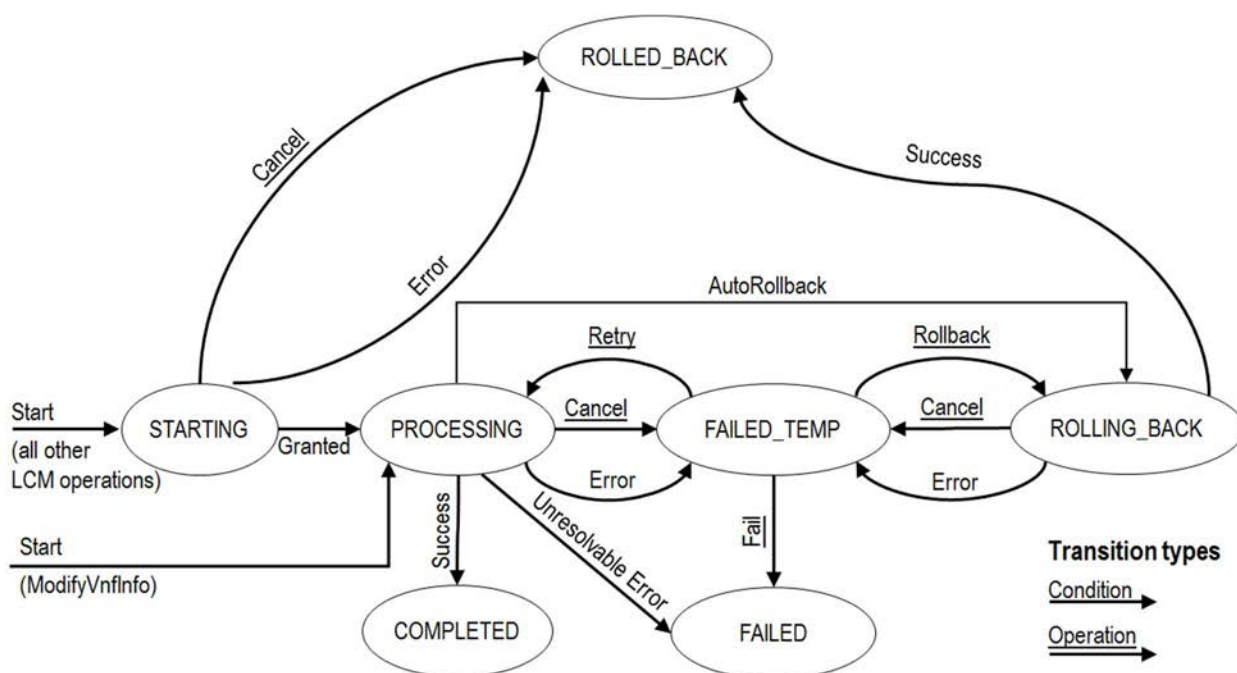 ROLLED_BACK
Cancel
Success
Error
AutoRollback
Retry
Rollback
Start
(all other
LCM operations)
STARTING
Granted
PROCESSING
Cancel
FAILED_TEMP
Cancel
ROLLING_BACK
Error
Error
Start
(ModifyVnfInfo)
Success
Unresolvable Error
Fail
COMPLETED
FAILED
Transition types
Condition
Operation